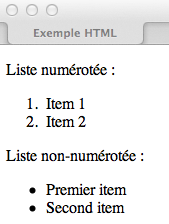 Exemple HTML
Liste numérotée :
1. Item 1
2. Item 2
Liste non-numérotée :
• Premier item
• Second item